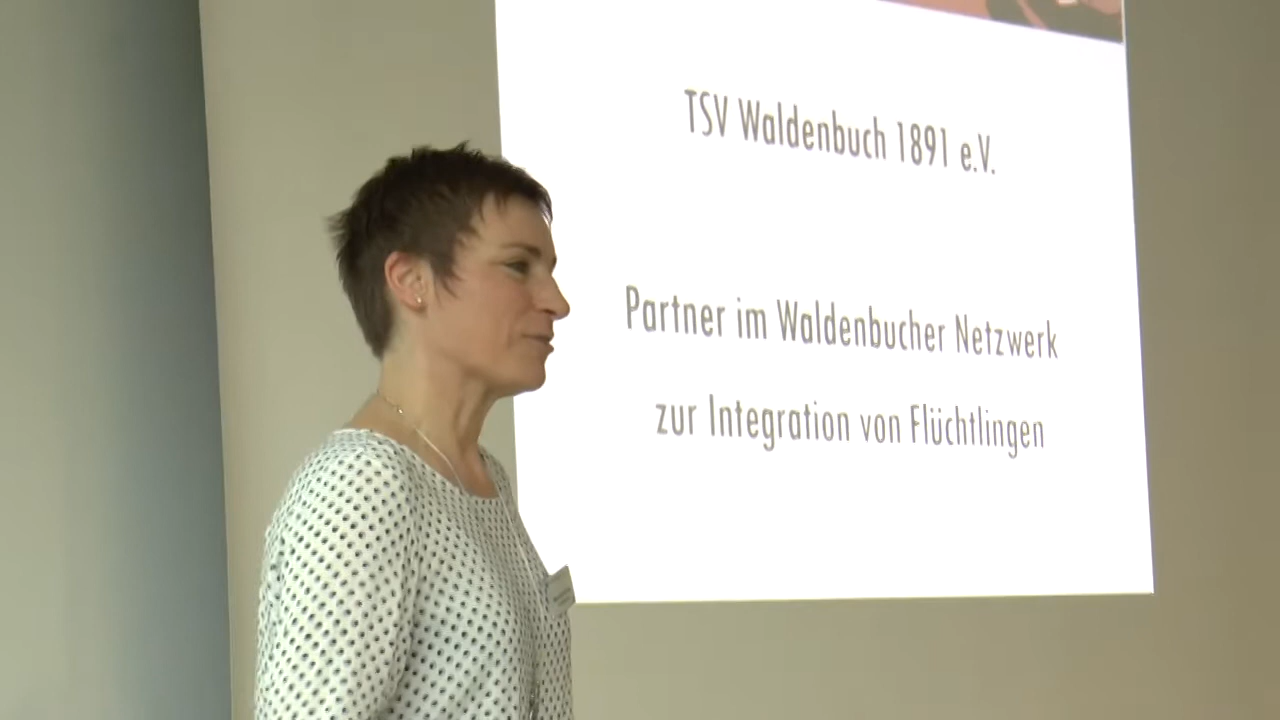 TSV Waldenbuch 1891 e.V.
Partner im Waldenbucher Netzwerk
zur Integration von Flüchtlingen